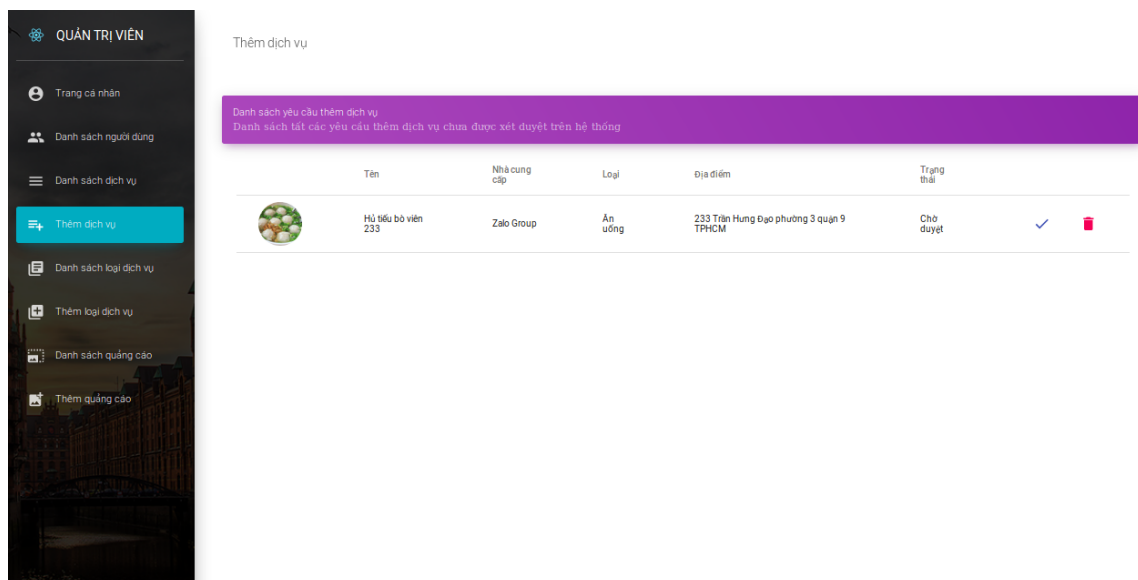 QUẢN TRỊ VIÊN
Trang cá nhân
Danh sách người dùng
Danh sách dịch vụ
Thêm dịch vụ
Danh sách loại dịch vụ
Thêm loại dịch vụ
Danh sách quảng cáo
Thêm quảng cáo
Thêm dịch vụ
Danh sách yêu cầu thêm dịch vụ
Danh sách tất các yêu cầu thêm dịch vụ chưa được xét duyệt trên hệ thống
Tên
Nhà cung
cấp
Loại
Địa điểm
Trạng
thái
Hủ tiếu bò viên
233
Zalo Group
Ăn
uống
233 Trần Hưng Đạo phường 3 quận 9
TPHCM
Chờ
duyệt